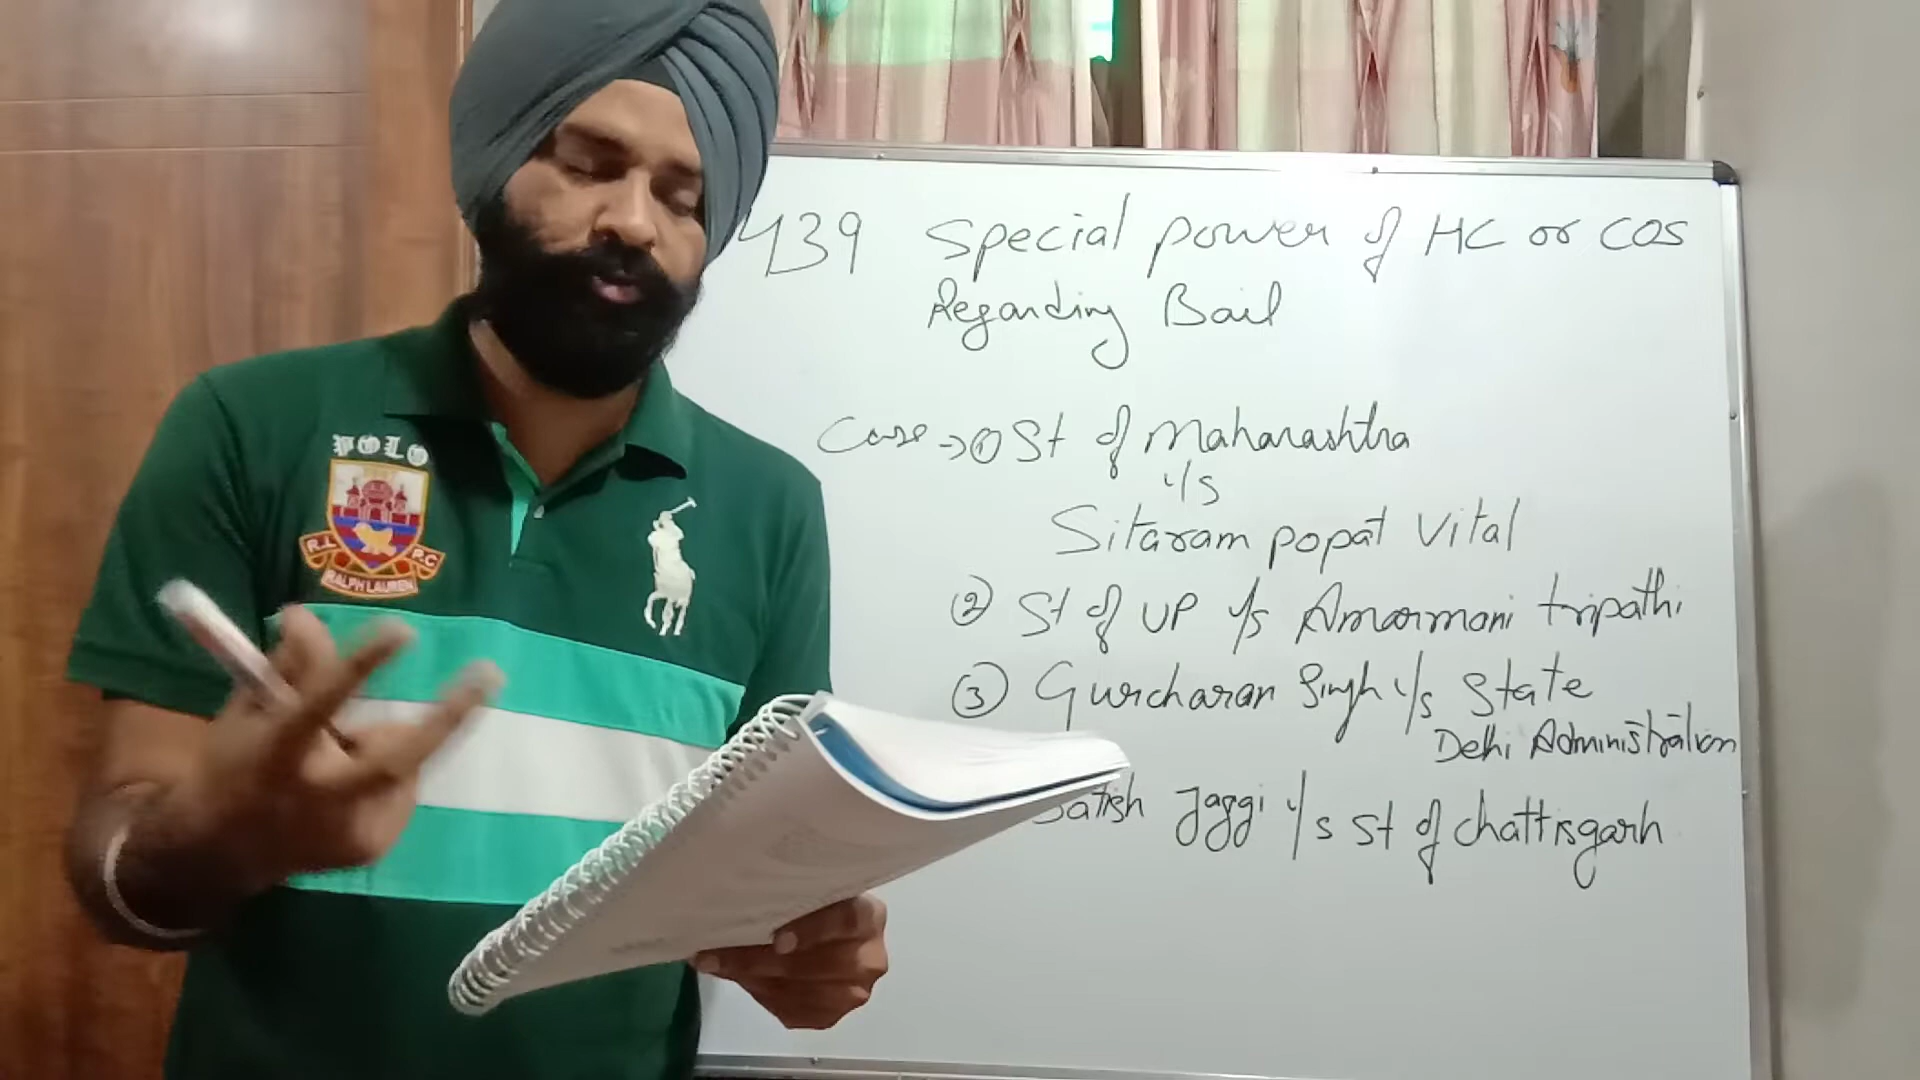 439 Special power of HC or COS
Regarding Bail
Case → ① St of Maharashtra
v/s
Sitaram popat Vital
② St of UP v/s Amarmani tripathi
③ Gurcharan Singh v/s State
Delhi Administration
Satish Jaggi v/s St of Chattisgarh
POLO
R.L P.C
RALPH LAUREN